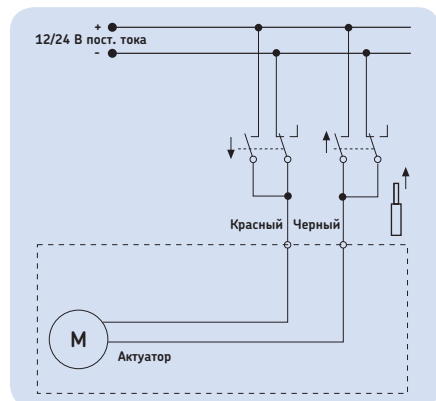 +
12/24 В пост. тока
-
Красный Черный
M
Актуатор